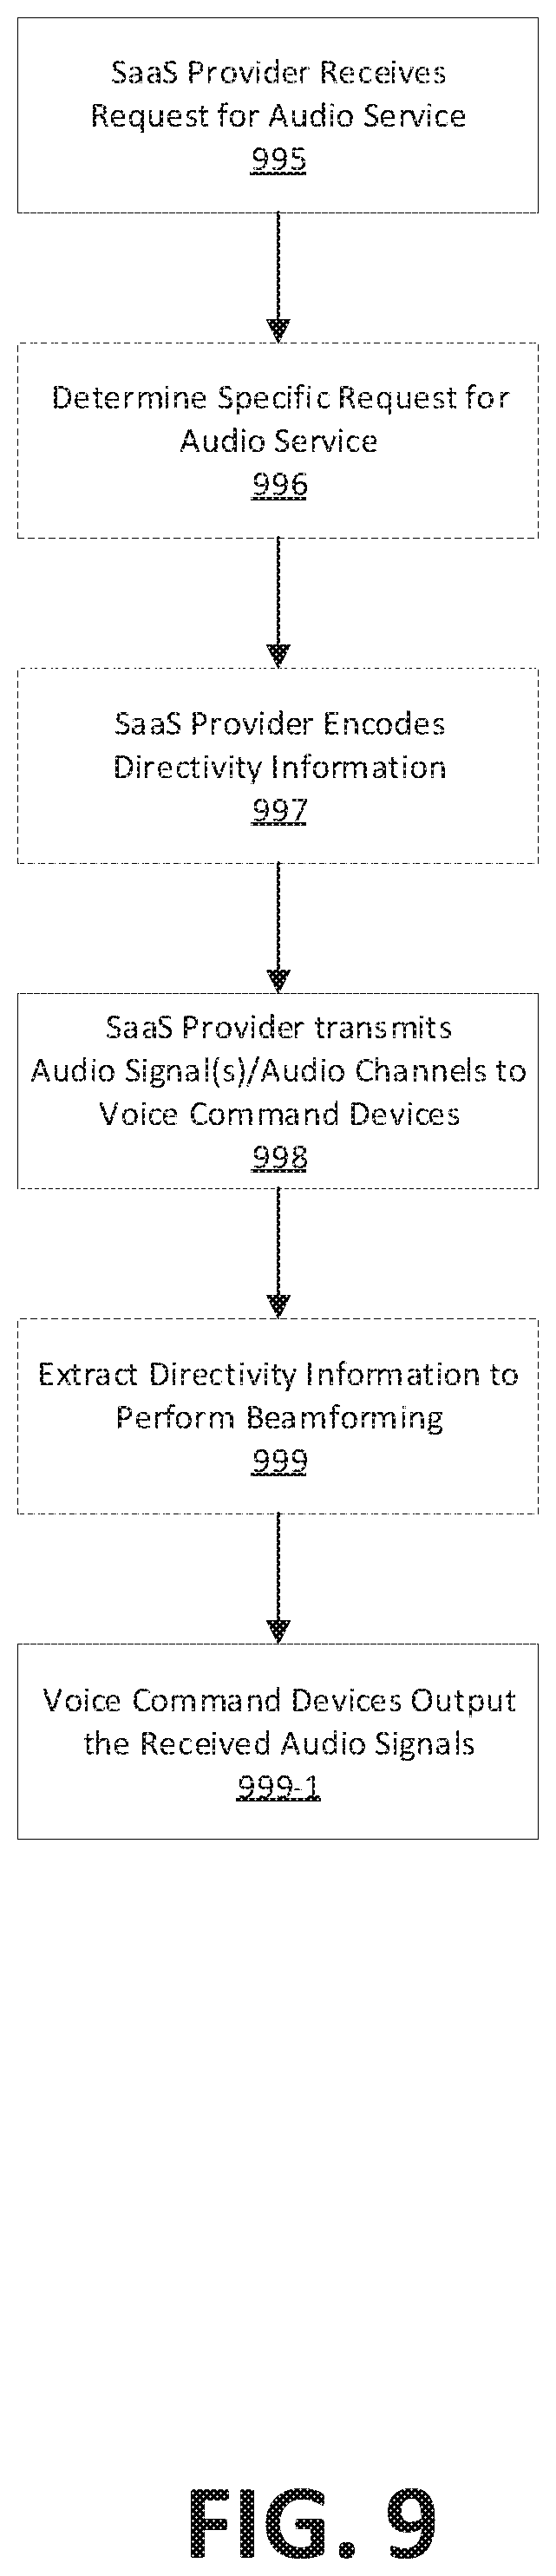 SaaS Provider Receives
Request for Audio Service
995
Determine Specific Request for
Audio Service
996
SaaS Provider Encodes
Directivity Information
997
SaaS Provider transmits
Audio Signal(s)/Audio Channels to
Voice Command Devices
998
Extract Directivity Information to
Perform Beamforming
999
Voice Command Devices Output
the Received Audio Signals
999-1
FIG. 9